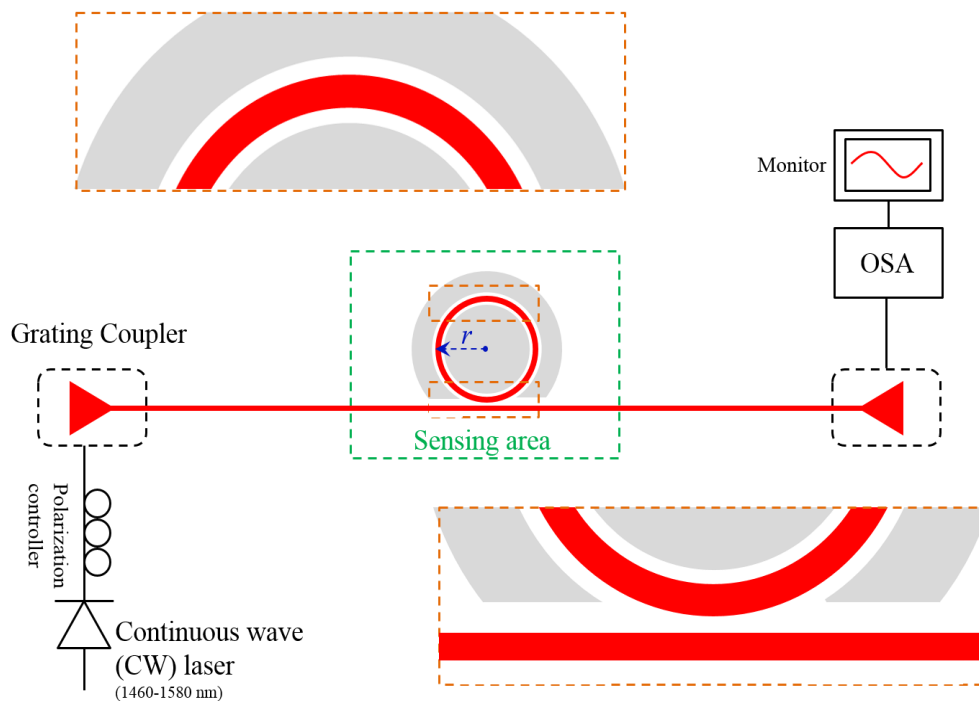 Monitor
OSA
Grating Coupler
r
Sensing area
Polarization
controller
Continuous wave
(CW) laser
(1460-1580 nm)